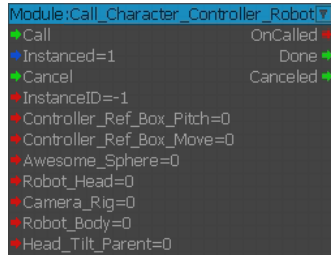 Module:Call_Character_Controller_Robot
Call OnCalled
Instanced=1 Done
Cancel Canceled
InstanceID=-1
Controller_Ref_Box_Pitch=0
Controller_Ref_Box_Move=0
Awesome_Sphere=0
Robot_Head=0
Camera_Rig=0
Robot_Body=0
Head_Tilt_Parent=0